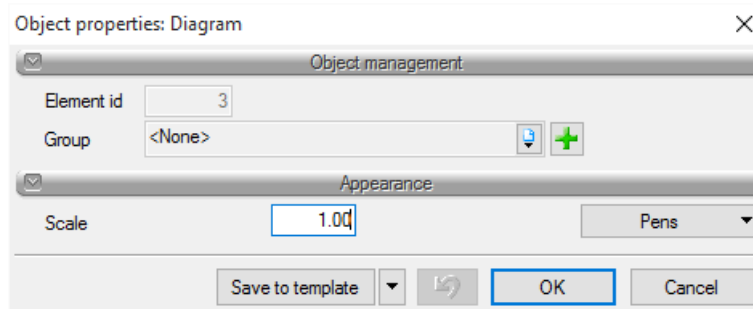 Object properties: Diagram
Object management
Element id 3
Group <None>
Appearance
Scale 1.00 Pens
Save to template OK Cancel